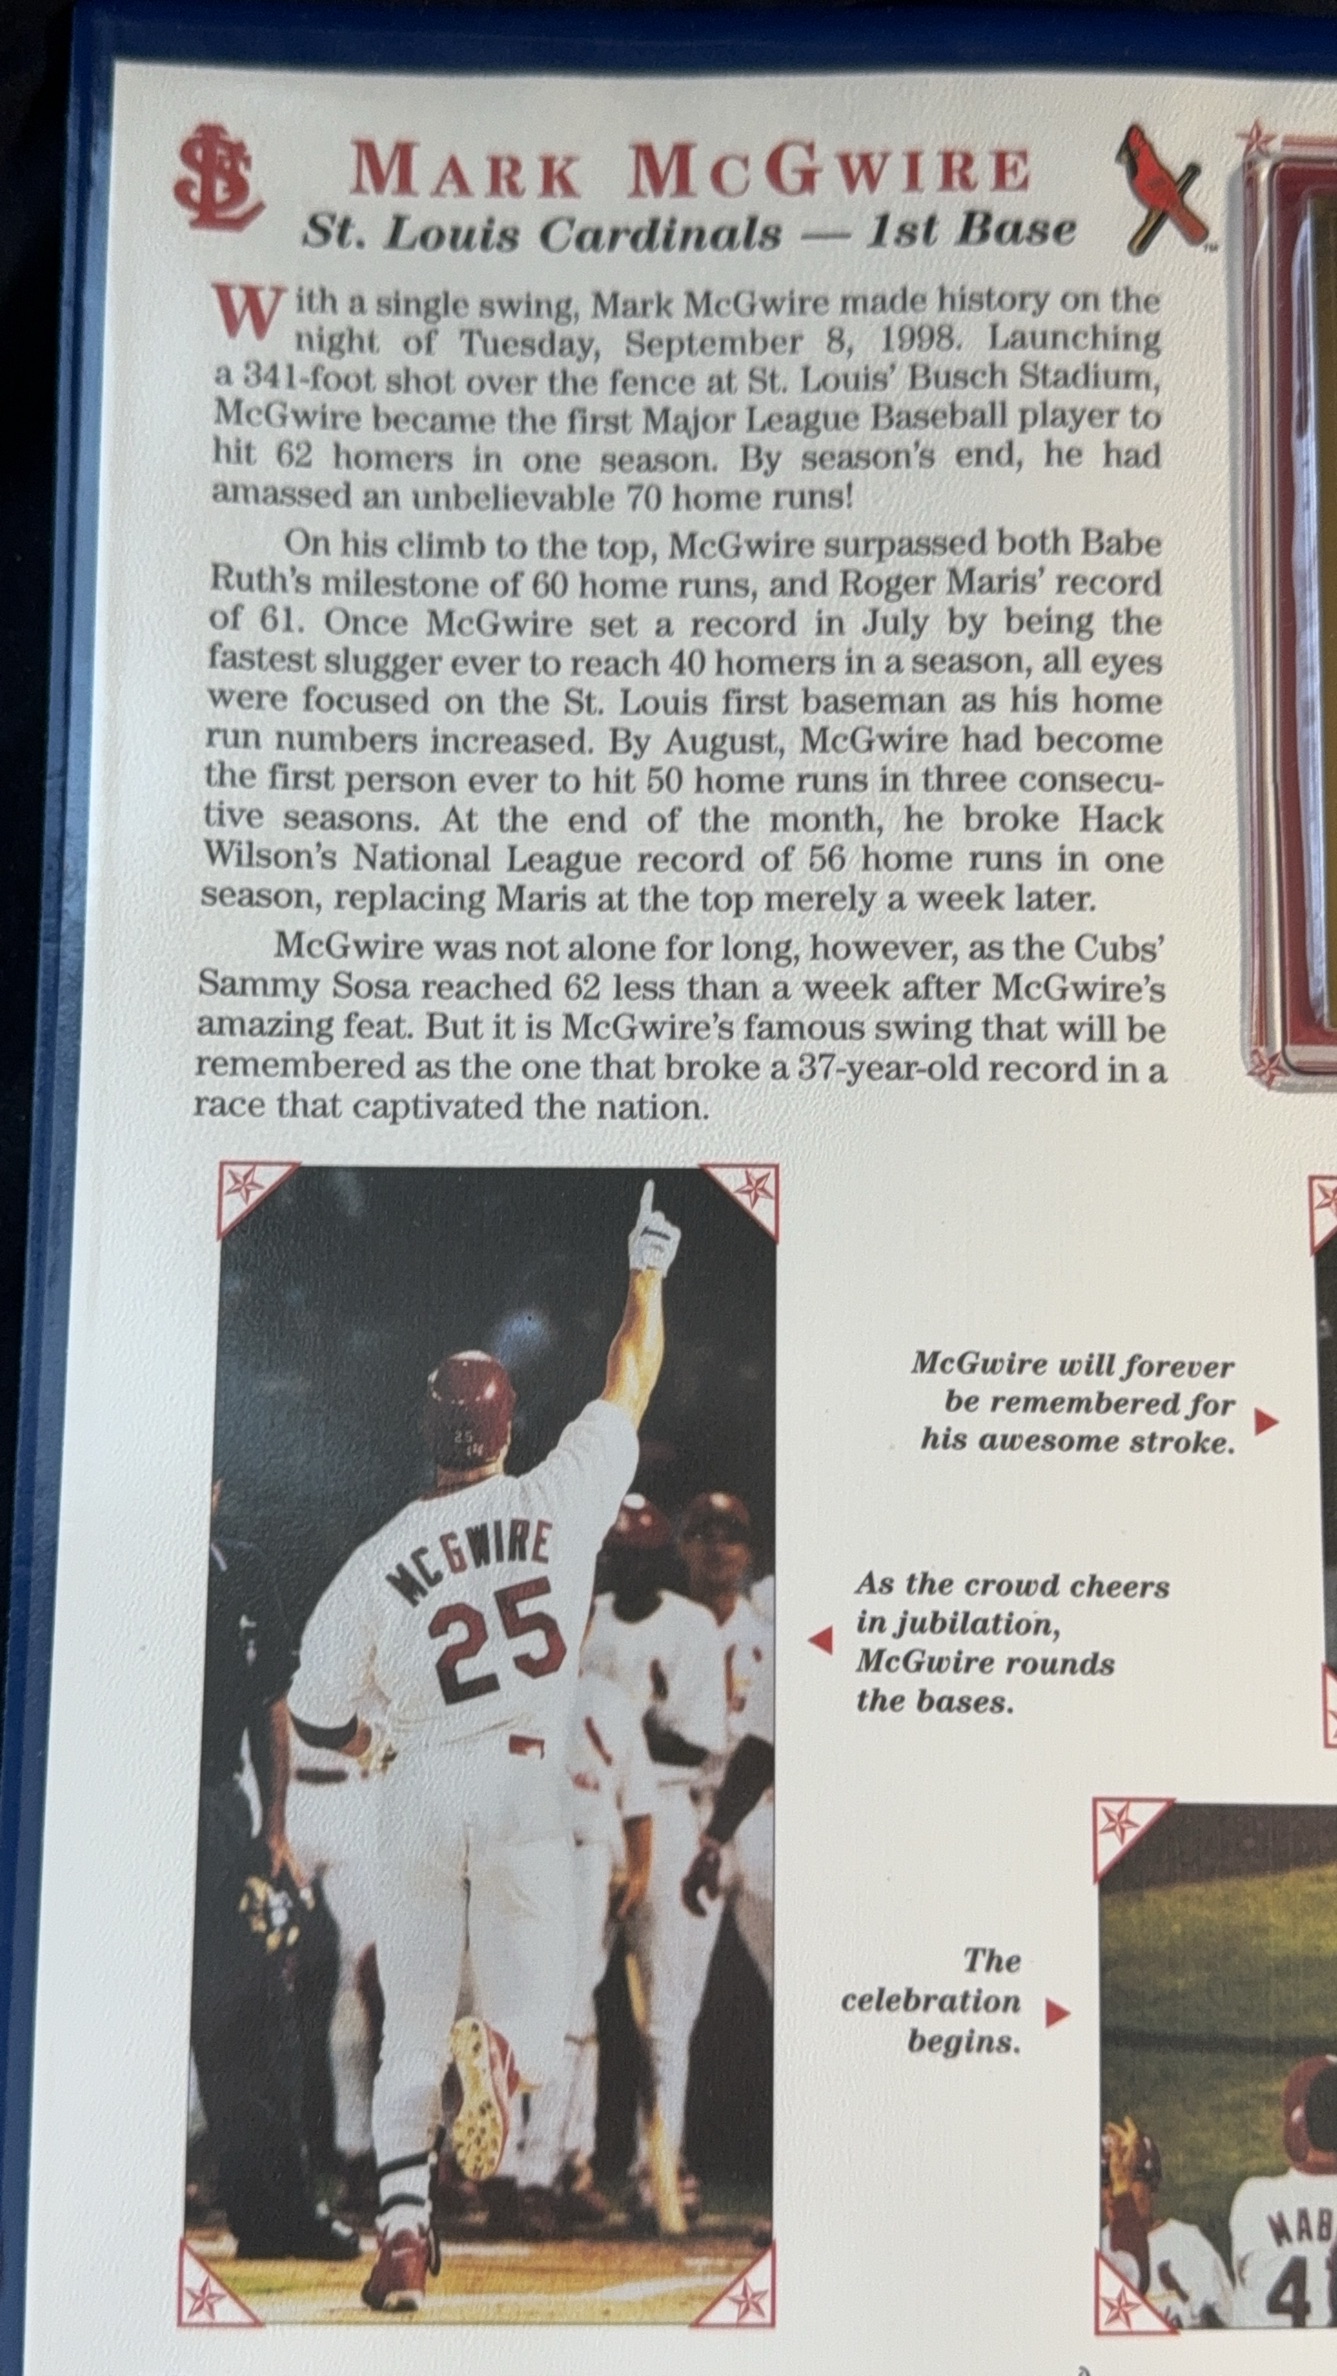 MARK MCGWIRE
St. Louis Cardinals — 1st Base
With a single swing, Mark McGwire made history on the
night of Tuesday, September 8, 1998. Launching
a 341-foot shot over the fence at St. Louis' Busch Stadium,
McGwire became the first Major League Baseball player to
hit 62 homers in one season. By season's end, he had
amassed an unbelievable 70 home runs!
On his climb to the top, McGwire surpassed both Babe
Ruth's milestone of 60 home runs, and Roger Maris' record
of 61. Once McGwire set a record in July by being the
fastest slugger ever to reach 40 homers in a season, all eyes
were focused on the St. Louis first baseman as his home
run numbers increased. By August, McGwire had become
the first person ever to hit 50 home runs in three consecu-
tive seasons. At the end of the month, he broke Hack
Wilson's National League record of 56 home runs in one
season, replacing Maris at the top merely a week later.
McGwire was not alone for long, however, as the Cubs'
Sammy Sosa reached 62 less than a week after McGwire's
amazing feat. But it is McGwire's famous swing that will be
remembered as the one that broke a 37-year-old record in a
race that captivated the nation.
McGwire will forever
be remembered for
his awesome stroke.
25
MCGWIRE
25
As the crowd cheers
in jubilation,
McGwire rounds
the bases.
The
celebration
begins.
MAB
4